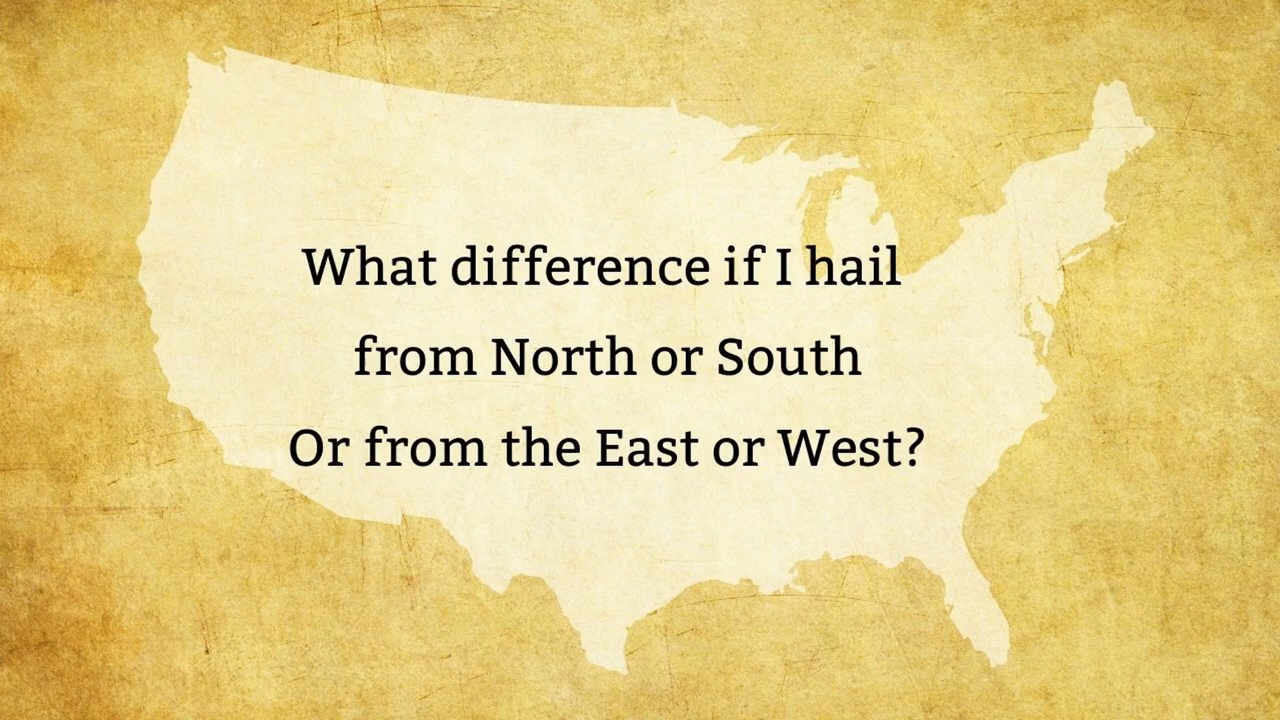 What difference if I hail
from North or South
Or from the East or West?